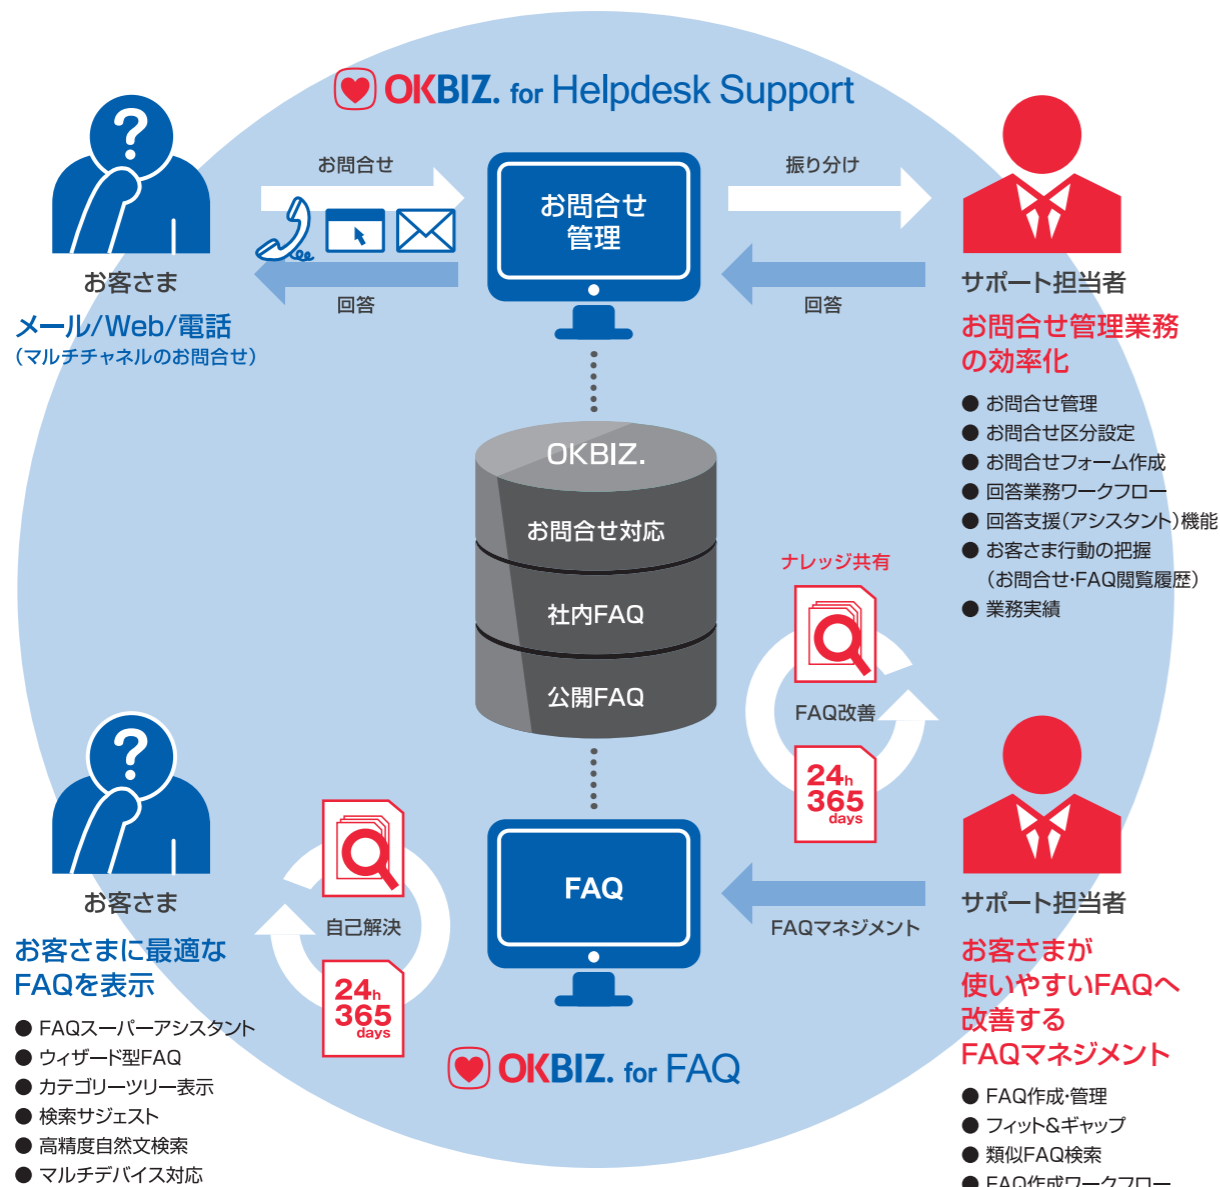 OKBIZ. for Helpdesk Support
お問合せ
お問合せ
管理
振り分け
回答
回答
お客さま
メール/Web/電話
（マルチチャネルのお問合せ）
サポート担当者
お問合せ管理業務
の効率化
● お問合せ管理
● お問合せ区分設定
● お問合せフォーム作成
● 回答業務ワークフロー
● 回答支援（アシスタント）機能
● お客さま行動の把握
（お問合せ・FAQ閲覧履歴）
● 業務実績
OKBIZ.
お問合せ対応
社内FAQ
公開FAQ
ナレッジ共有
FAQ改善
24h
365
days
お客さま
お客さまに最適な
FAQを表示
● FAQスーパーアシスタント
● ウィザード型FAQ
● カテゴリーツリー表示
● 検索サジェスト
● 高精度自然文検索
● マルチデバイス対応
自己解決
24h
365
days
FAQ
OKBIZ. for FAQ
FAQマネジメント
サポート担当者
お客さまが
使いやすいFAQへ
改善する
FAQマネジメント
● FAQ作成・管理
● フィット&ギャップ
● 類似FAQ検索
● FAQ作成ワークフロー